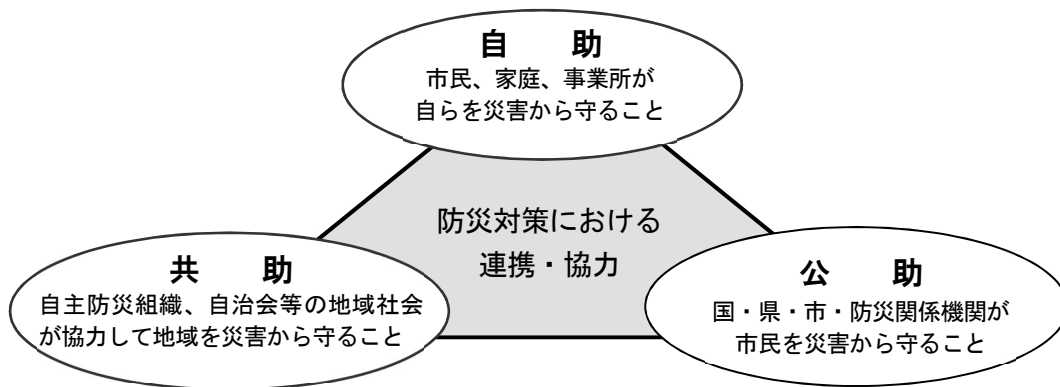 自　助
市民、家庭、事業所が
自らを災害から守ること
防災対策における
連携・協力
共　助
自主防災組織、自治会等の地域社会
が協力して地域を災害から守ること
公　助
国・県・市・防災関係機関が
市民を災害から守ること